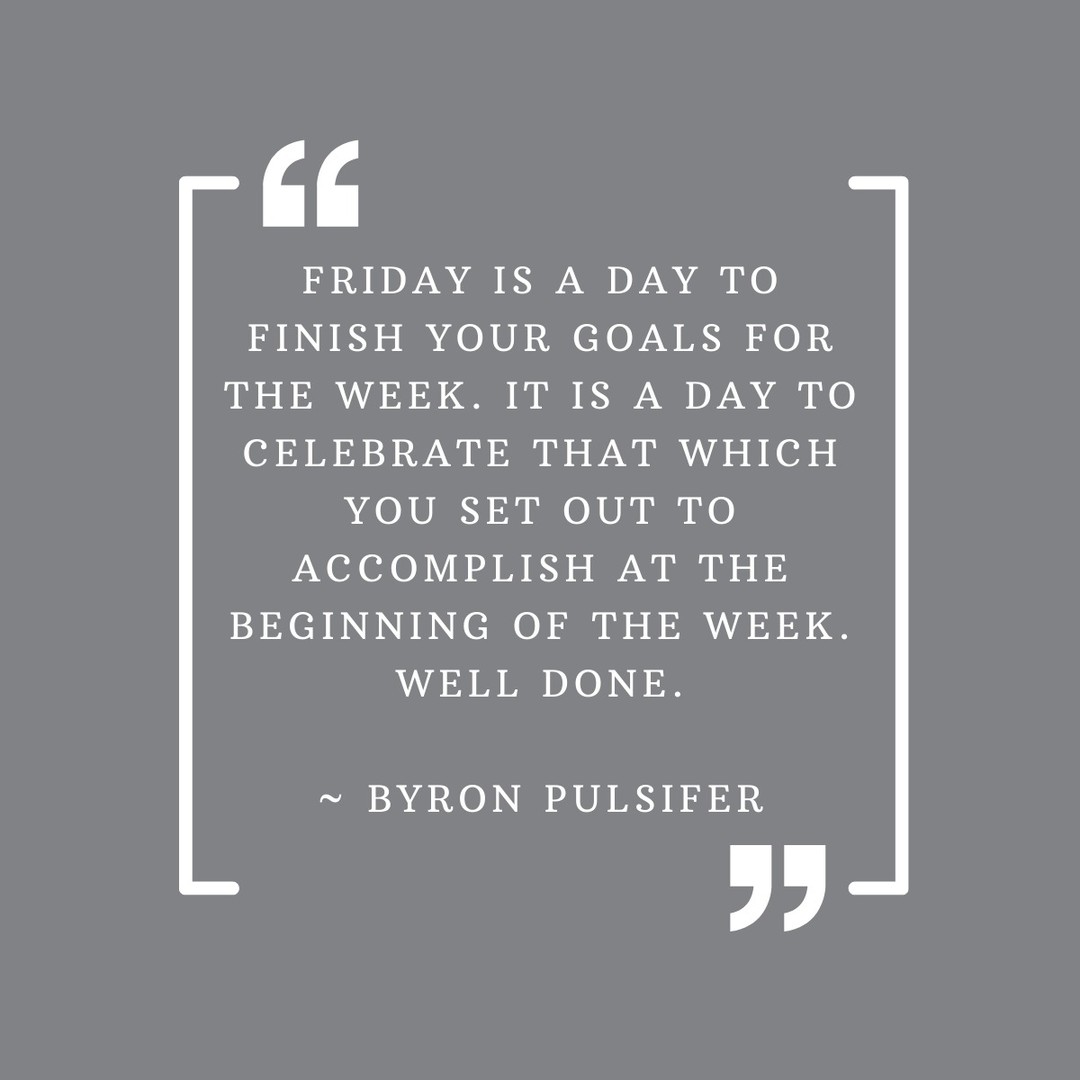 “
FRIDAY IS A DAY TO
FINISH YOUR GOALS FOR
THE WEEK. IT IS A DAY TO
CELEBRATE THAT WHICH
YOU SET OUT TO
ACCOMPLISH AT THE
BEGINNING OF THE WEEK.
WELL DONE.
~ BYRON PULSIFER
”